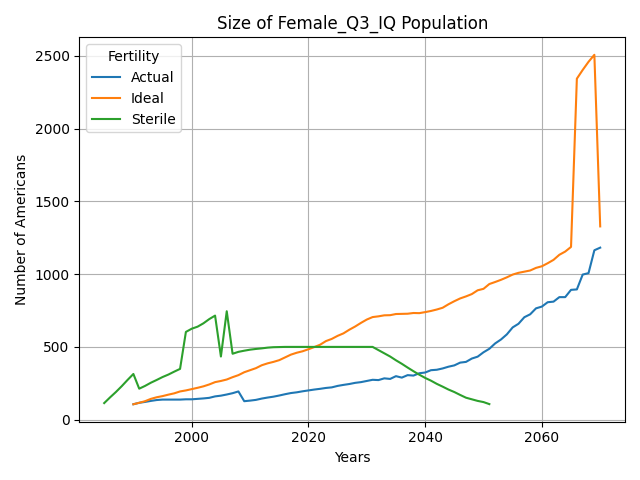 Size of Female_Q3_IQ Population
Fertility
Actual
Ideal
Sterile
Number of Americans
2500
2000
1500
1000
500
0
2000
2020
2040
2060
Years